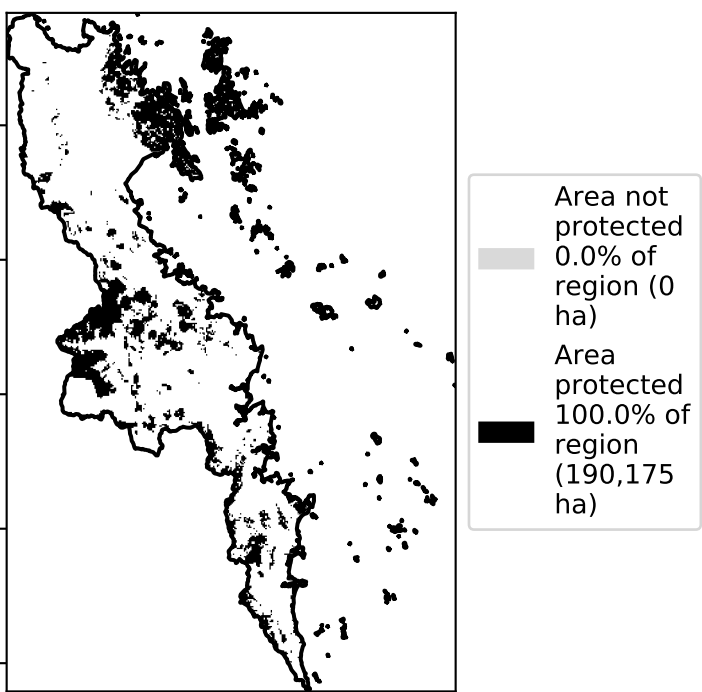 Area not
protected
0.0% of
region (0
ha)
Area
protected
100.0% of
region
(190,175
ha)